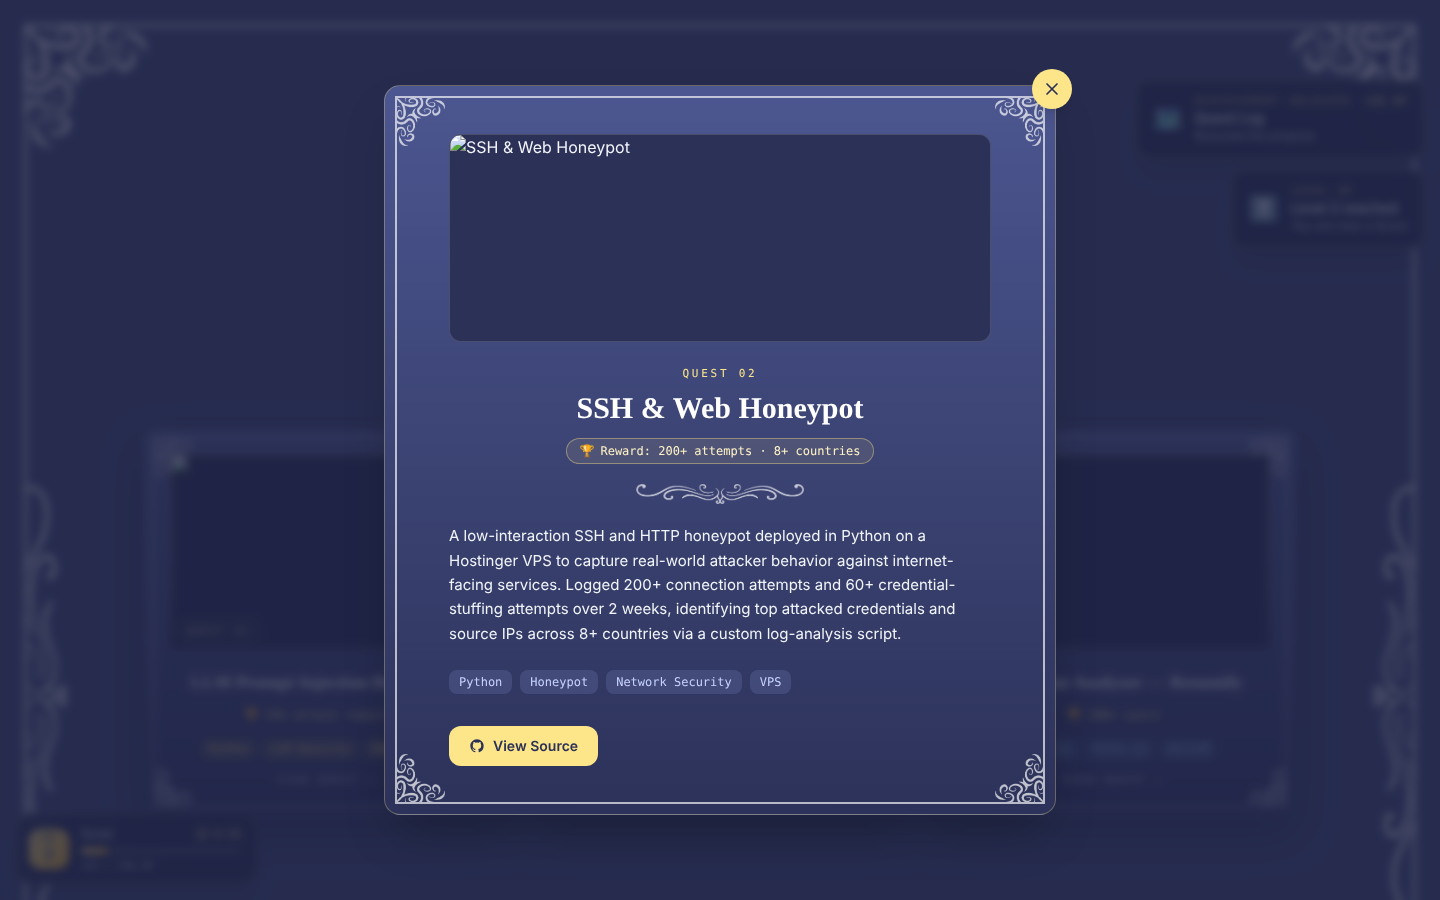 SSH & Web Honeypot
QUEST 02
SSH & Web Honeypot
🏆 Reward: 200+ attempts · 8+ countries
A low-interaction SSH and HTTP honeypot deployed in Python on a
Hostinger VPS to capture real-world attacker behavior against internet-
facing services. Logged 200+ connection attempts and 60+ credential-
stuffing attempts over 2 weeks, identifying top attacked credentials and
source IPs across 8+ countries via a custom log-analysis script.
Python Honeypot Network Security VPS
View Source